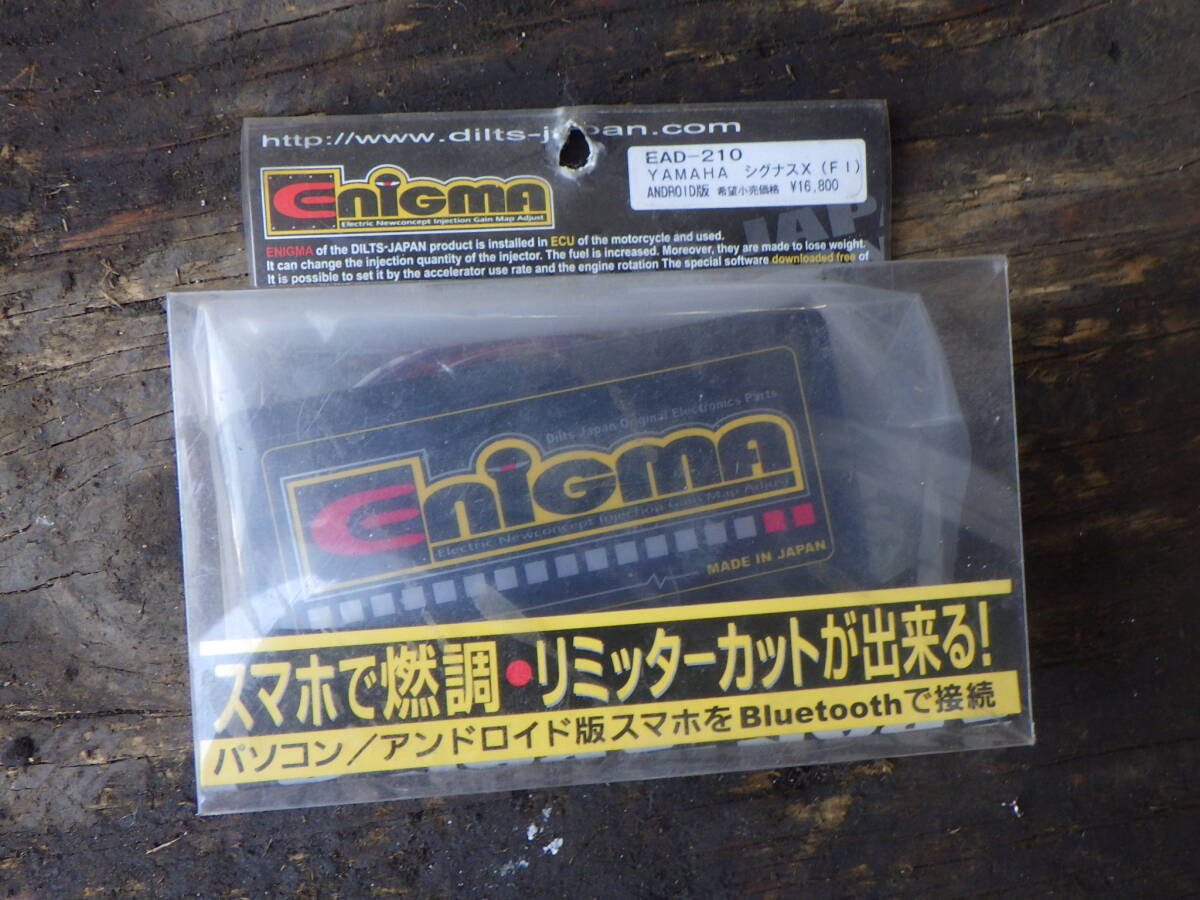 http://www.dilts-japan.com
EAD-210
YAMAHA シグナスX (FI)
ANDROID版 希望小売価格 ¥16,800
EnIGMA
Electric Newconcept Injection Gain Map Adjust
JAP
ENIGMA of the DILTS-JAPAN product is installed in ECU of the motorcycle and used.
It can change the injection quantity of the injector. The fuel is increased. Moreover, they are made to lose weight.
It is possible to set it by the accelerator use rate and the engine rotation The special software downloaded free of
Dilts Japan Original Electronics Parts
EnIGMA
Electric Newconcept Injection Gain Map Adjust
MADE IN JAPAN
スマホで燃調●リミッターカットが出来る!
パソコン/アンドロイド版スマホをBluetoothで接続